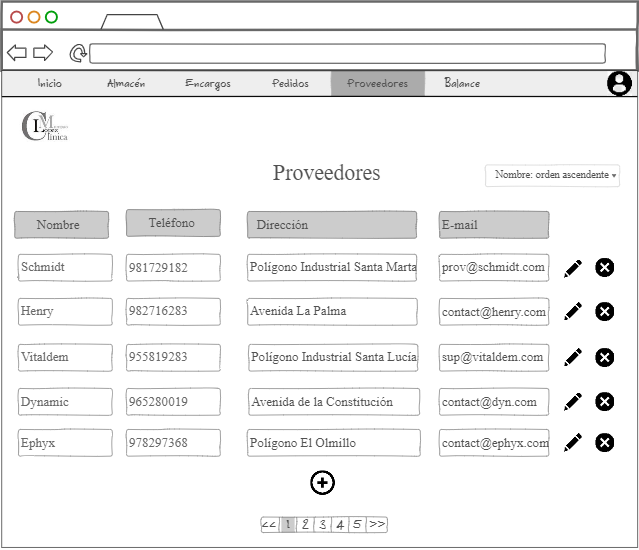 Inicio Almacén Encargos Pedidos Proveedores Balance
CLM
López
Clínica
Proveedores
Nombre: orden ascendente
Nombre Teléfono Dirección E-mail
Schmidt 981729182 Polígono Industrial Santa Marta prov@schmidt.com
Henry 982716283 Avenida La Palma contact@henry.com
Vitaldem 955819283 Polígono Industrial Santa Lucía sup@vitaldem.com
Dynamic 965280019 Avenida de la Constitución contact@dyn.com
Ephyx 978297368 Polígono El Olmillo contact@ephyx.com
<< 1 2 3 4 5 >>